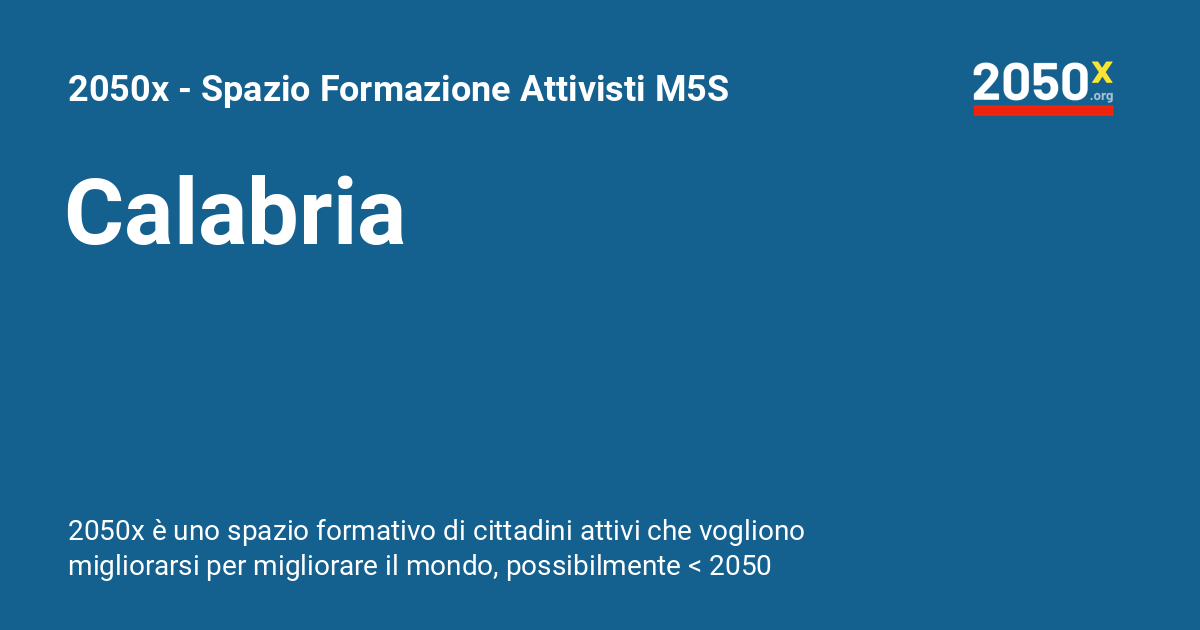 2050x - Spazio Formazione Attivisti M5S
2050x
.org
Calabria
2050x è uno spazio formativo di cittadini attivi che vogliono
migliorarsi per migliorare il mondo, possibilmente < 2050